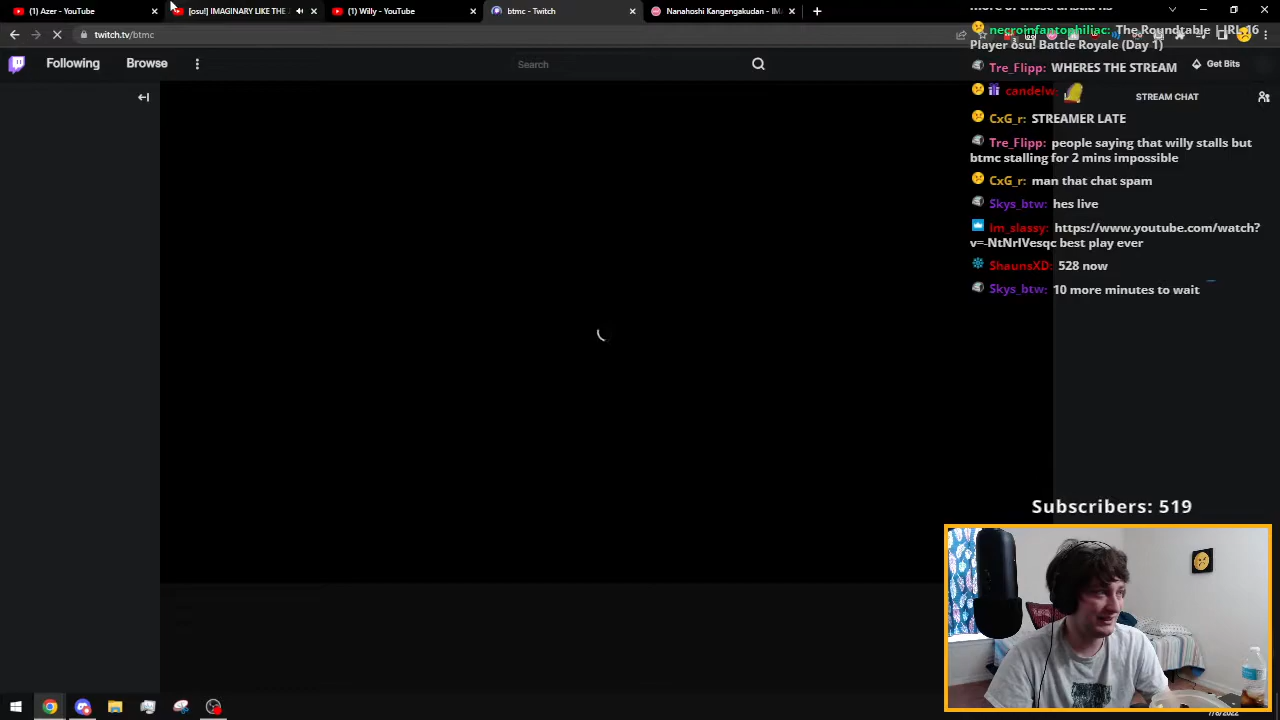 (1) Azer - YouTube
[osu!] IMAGINARY LIKE THE
(1) Willy - YouTube
btmc - Twitch
Nanahoshi Kangengakudan - IMa
twitch.tv/btmc
Following
Browse
Search
Get Bits
STREAM CHAT
necroinfantophiliac: The Roundtable | IRL 16
Player osu! Battle Royale (Day 1)
Tre_Flipp: WHERES THE STREAM
candelw:
CxG_r: STREAMER LATE
Tre_Flipp: people saying that willy stalls but
btmc stalling for 2 mins impossible
CxG_r: man that chat spam
Skys_btw: hes live
Im_slassy: https://www.youtube.com/watch?
v=-NtNrIVesqc best play ever
ShaunsXD: 528 now
Skys_btw: 10 more minutes to wait
Subscribers: 519